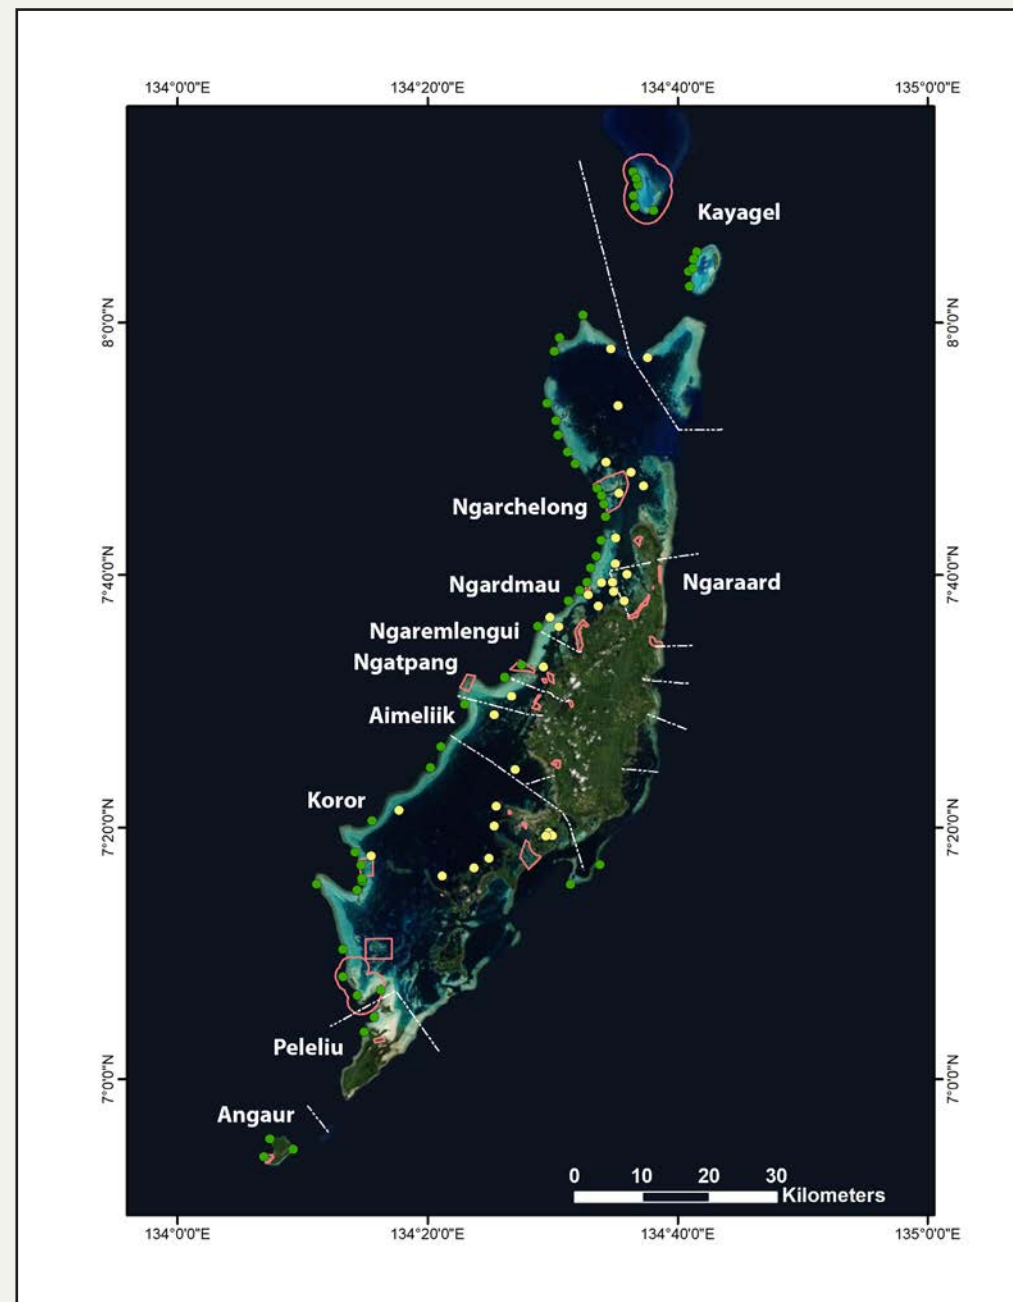 134°0'0"E 134°20'0"E 134°40'0"E 135°0'0"E
Kayagel
8°0'0"N 8°0'0"N
Ngarchelong
7°40'0"N 7°40'0"N
Ngardmau Ngaraard
Ngaremlengui
Ngatpang
Aimeliik
Koror
7°20'0"N 7°20'0"N
Peleliu
7°0'0"N 7°0'0"N
Angaur
0 10 20 30
Kilometers
134°0'0"E 134°20'0"E 134°40'0"E 135°0'0"E